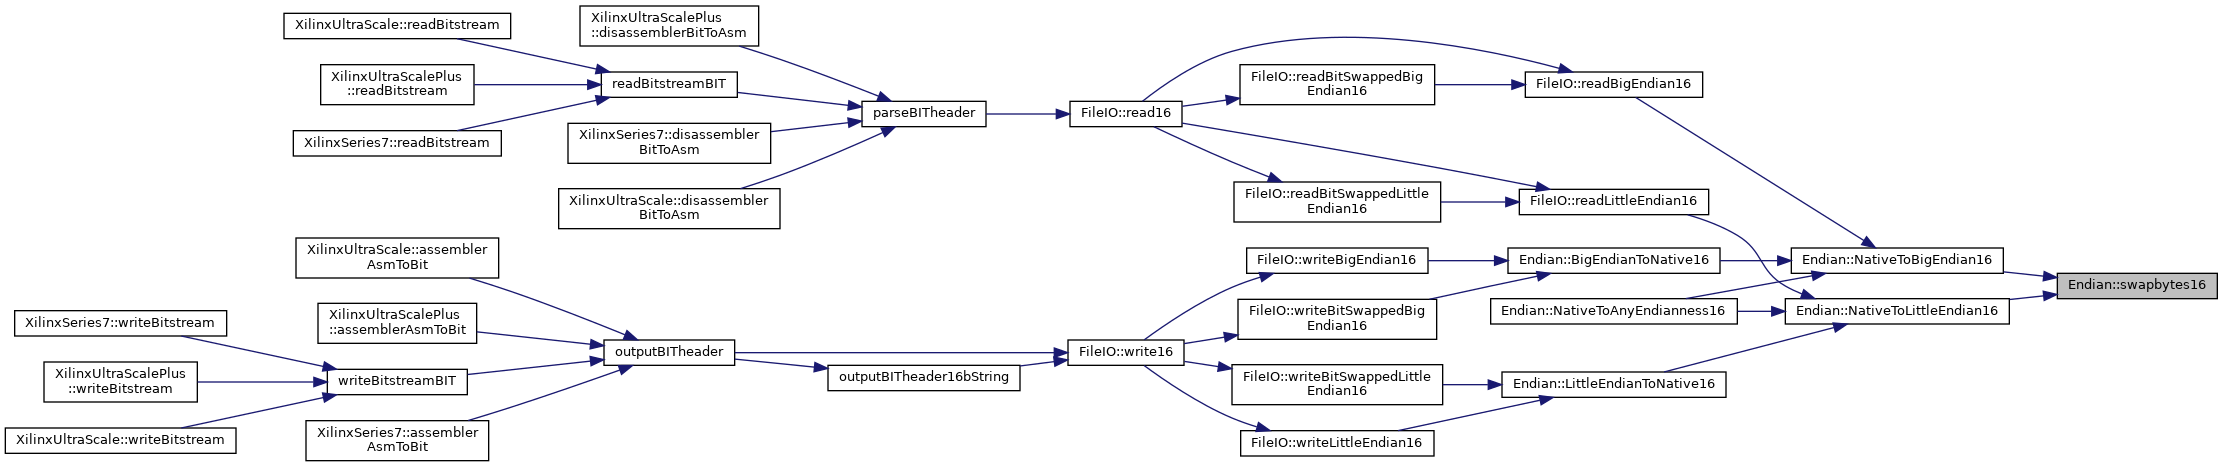 XilinxUltraScale::readBitstream
XilinxUltraScalePlus
::readBitstream
XilinxSeries7::readBitstream
XilinxUltraScalePlus
::disassemblerBitToAsm
readBitstreamBIT
XilinxSeries7::disassembler
BitToAsm
XilinxUltraScale::disassembler
BitToAsm
parseBITheader
FileIO::read16
FileIO::readBitSwappedBig
Endian16
FileIO::readBigEndian16
FileIO::readBitSwappedLittle
Endian16
FileIO::readLittleEndian16
XilinxUltraScale::assembler
AsmToBit
XilinxUltraScalePlus
::assemblerAsmToBit
XilinxSeries7::writeBitstream
XilinxUltraScalePlus
::writeBitstream
XilinxUltraScale::writeBitstream
writeBitstreamBIT
XilinxSeries7::assembler
AsmToBit
outputBITheader
outputBITheader16bString
FileIO::write16
FileIO::writeBigEndian16
FileIO::writeBitSwappedBig
Endian16
FileIO::writeBitSwappedLittle
Endian16
FileIO::writeLittleEndian16
Endian::BigEndianToNative16
Endian::NativeToAnyEndianness16
Endian::LittleEndianToNative16
Endian::NativeToBigEndian16
Endian::NativeToLittleEndian16
Endian::swapbytes16